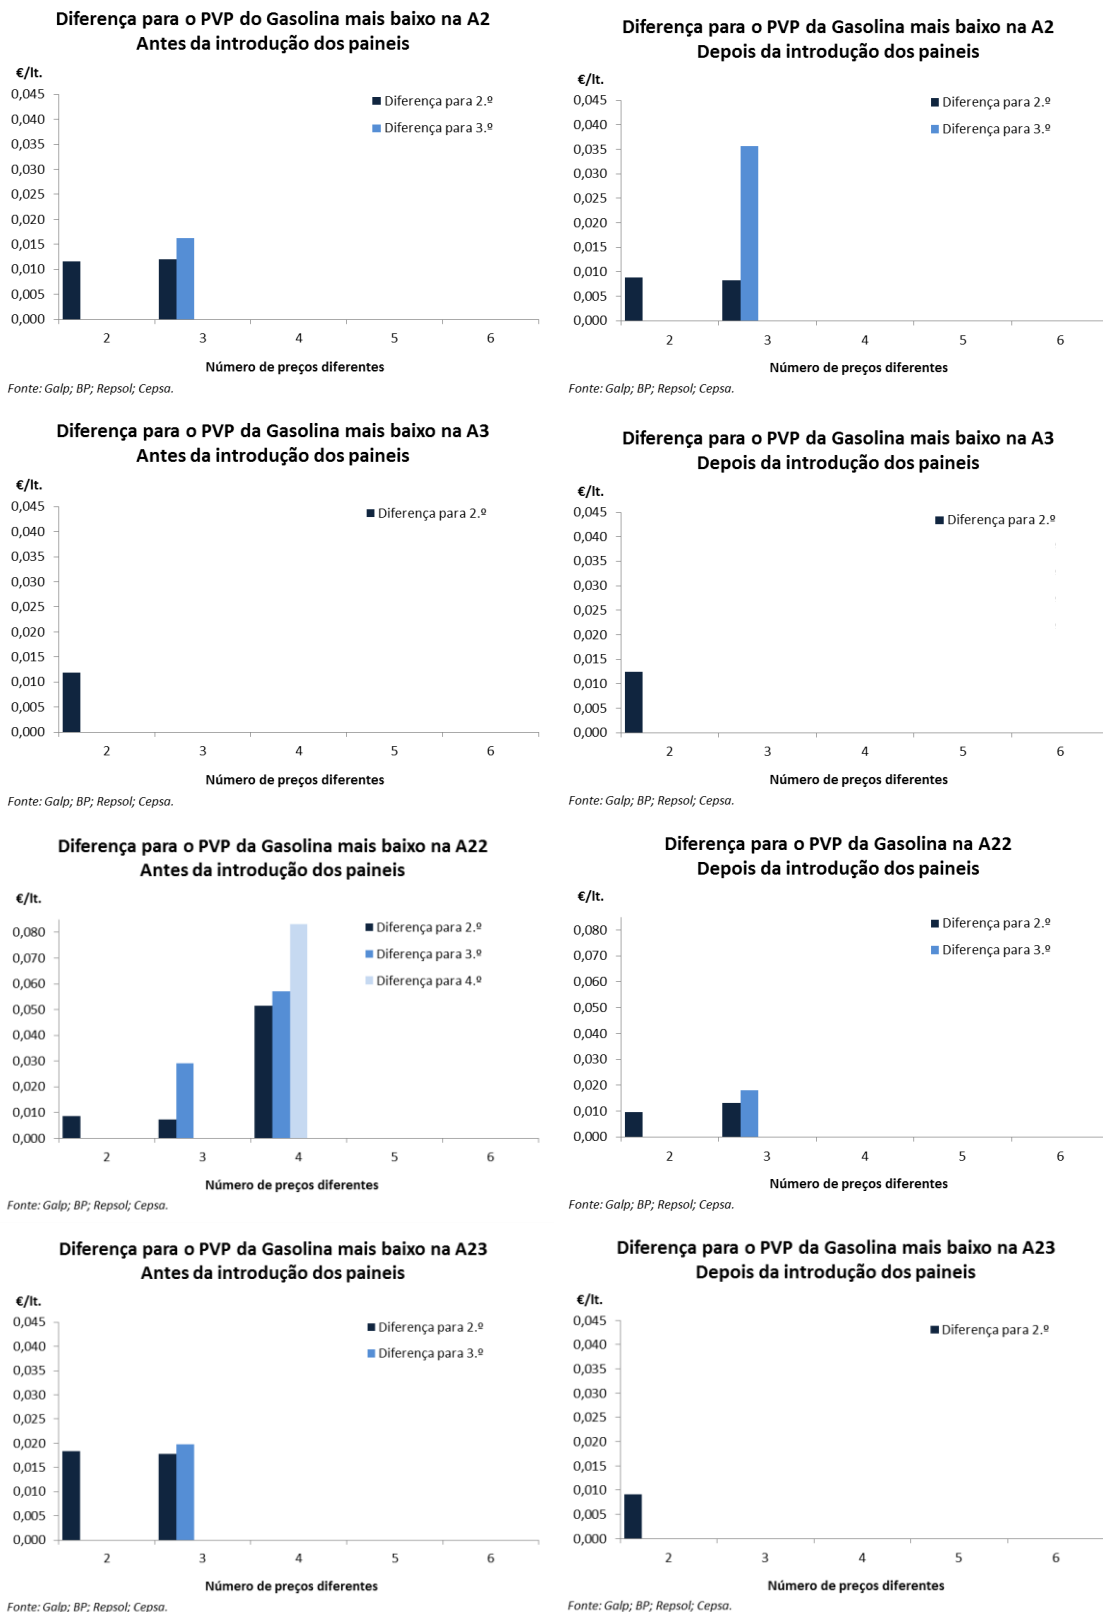 Diferença para o PVP do Gasolina mais baixo na A2
Antes da introdução dos paineis
€/lt.
0,045
0,040
0,035
0,030
0,025
0,020
0,015
0,010
0,005
0,000
Diferença para 2.º
Diferença para 3.º
2 3 4 5 6
Número de preços diferentes
Fonte: Galp; BP; Repsol; Cepsa.
Diferença para o PVP da Gasolina mais baixo na A2
Depois da introdução dos paineis
€/lt.
0,045
0,040
0,035
0,030
0,025
0,020
0,015
0,010
0,005
0,000
Diferença para 2.º
Diferença para 3.º
2 3 4 5 6
Número de preços diferentes
Fonte: Galp; BP; Repsol; Cepsa.
Diferença para o PVP da Gasolina mais baixo na A3
Antes da introdução dos paineis
€/lt.
0,045
0,040
0,035
0,030
0,025
0,020
0,015
0,010
0,005
0,000
Diferença para 2.º
2 3 4 5 6
Número de preços diferentes
Fonte: Galp; BP; Repsol; Cepsa.
Diferença para o PVP da Gasolina mais baixo na A3
Depois da introdução dos paineis
€/lt.
0,045
0,040
0,035
0,030
0,025
0,020
0,015
0,010
0,005
0,000
Diferença para 2.º
2 3 4 5 6
Número de preços diferentes
Fonte: Galp; BP; Repsol; Cepsa.
Diferença para o PVP da Gasolina mais baixo na A22
Antes da introdução dos paineis
€/lt.
0,080
0,070
0,060
0,050
0,040
0,030
0,020
0,010
0,000
Diferença para 2.º
Diferença para 3.º
Diferença para 4.º
2 3 4 5 6
Número de preços diferentes
Fonte: Galp; BP; Repsol; Cepsa.
Diferença para o PVP da Gasolina na A22
Depois da introdução dos paineis
€/lt.
0,080
0,070
0,060
0,050
0,040
0,030
0,020
0,010
0,000
Diferença para 2.º
Diferença para 3.º
2 3 4 5 6
Número de preços diferentes
Fonte: Galp; BP; Repsol; Cepsa.
Diferença para o PVP da Gasolina mais baixo na A23
Antes da introdução dos paineis
€/lt.
0,045
0,040
0,035
0,030
0,025
0,020
0,015
0,010
0,005
0,000
Diferença para 2.º
Diferença para 3.º
2 3 4 5 6
Número de preços diferentes
Fonte: Galp; BP; Repsol; Cepsa.
Diferença para o PVP da Gasolina mais baixo na A23
Depois da introdução dos paineis
€/lt.
0,045
0,040
0,035
0,030
0,025
0,020
0,015
0,010
0,005
0,000
Diferença para 2.º
2 3 4 5 6
Número de preços diferentes
Fonte: Galp; BP; Repsol; Cepsa.